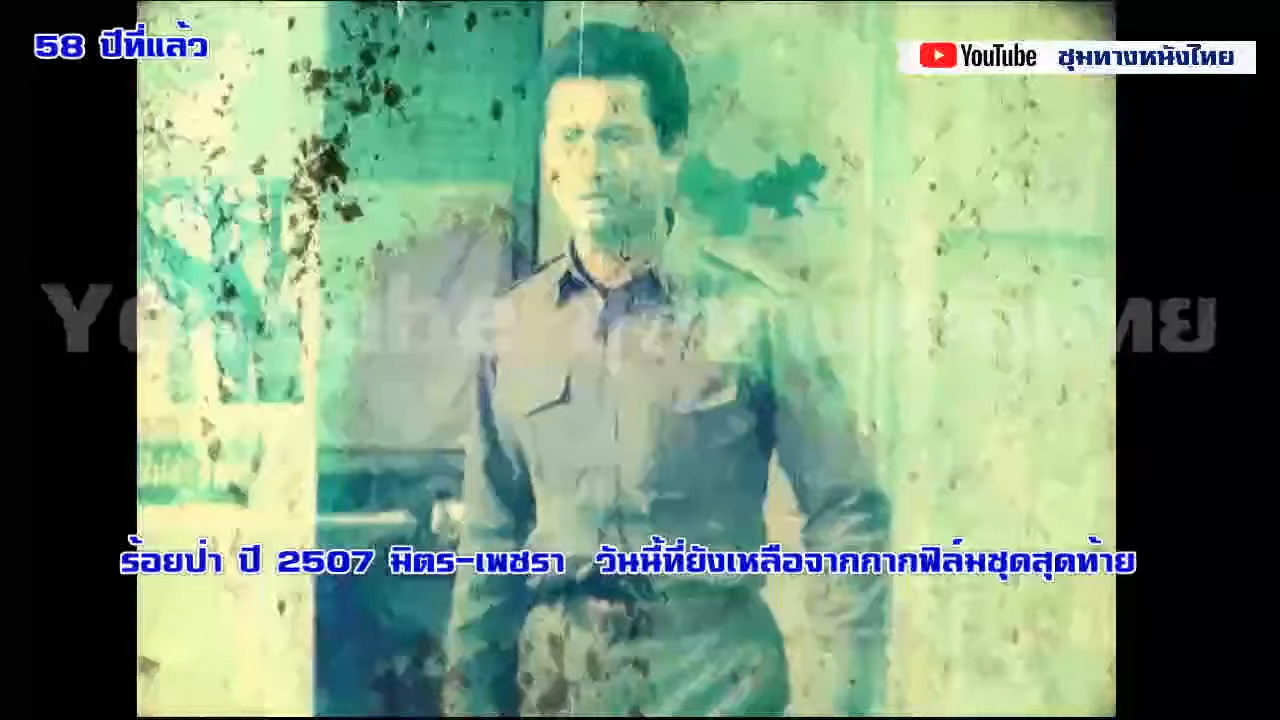 58 ปีที่แล้ว
YouTube ชุมทางหนังไทย
ร้อยป่า ปี 2507 มิตร-เพชรา วันนี้ที่ยังเหลือจากกากฟิล์มชุดสุดท้าย